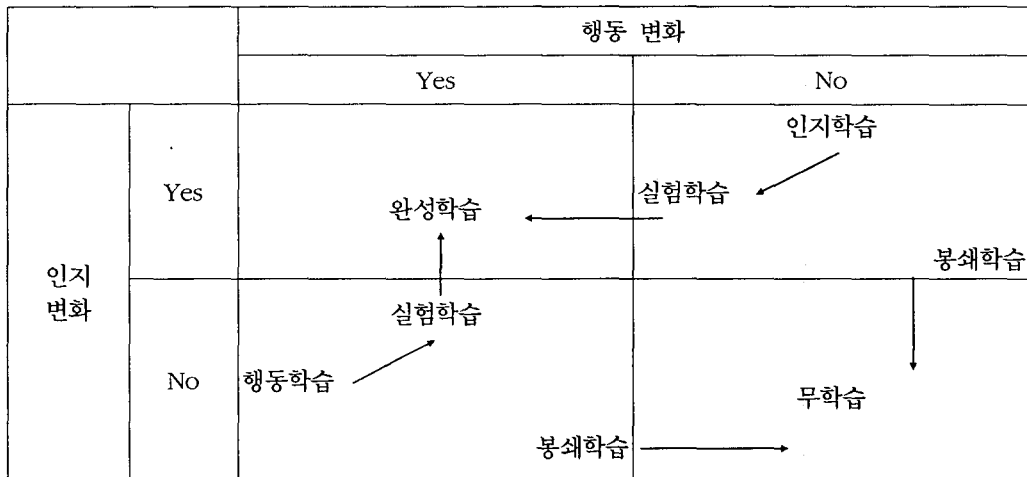 행동 변화
Yes
No
인지학습
Yes
실험학습
완성학습
인지
변화
봉쇄학습
실험학습
No
행동학습
무학습
봉쇄학습